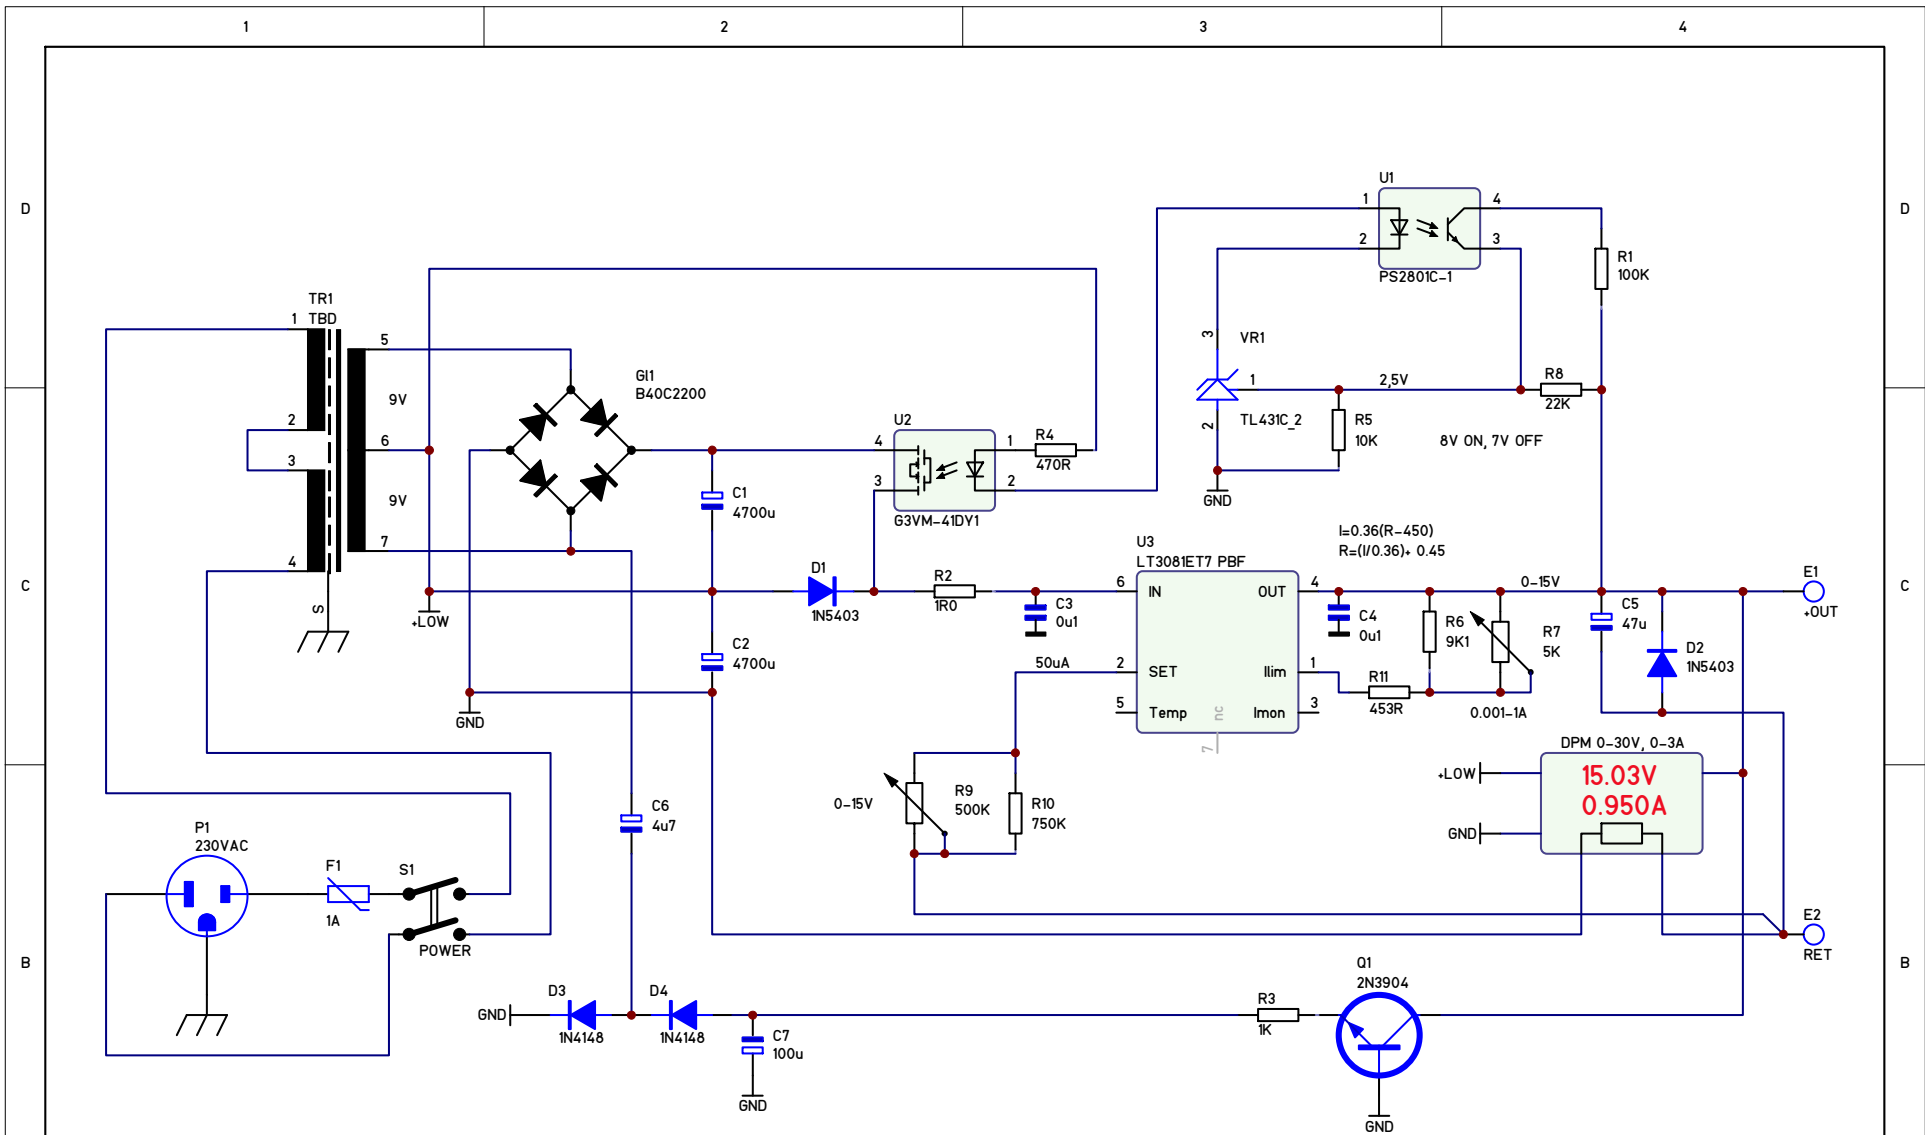 1
2
3
4
D
D
U1
1
4
2
3
PS2801C-1
R1
100K
TR1
TBD
1
5
9V
2
6
3
9V
7
4
S
+LOW
GI1
B40C2200
3
VR1
1
2,5V
R8
22K
TL431C_2
2
R5
10K
8V ON, 7V OFF
GND
U2
4
1
R4
470R
3
2
G3VM-41DY1
C1
4700u
C
C
D1
1N5403
R2
1R0
C3
0u1
U3
LT3081ET7 PBF
I=0.36(R-450)
R=(I/0.36)+ 0.45
6
IN
OUT
4
0-15V
E1
+OUT
C4
0u1
R6
9K1
R7
5K
C5
47u
D2
1N5403
C2
4700u
GND
50uA
2
SET
Ilim
1
R11
453R
5
Temp
nc
Imon
3
7
0.001-1A
DPM 0-30V, 0-3A
+LOW
15.03V
0.950A
GND
0-15V
R9
500K
R10
750K
C6
4u7
P1
230VAC
F1
1A
S1
POWER
E2
RET
B
B
GND
D3
1N4148
D4
1N4148
C7
100u
GND
R3
1K
Q1
2N3904
GND